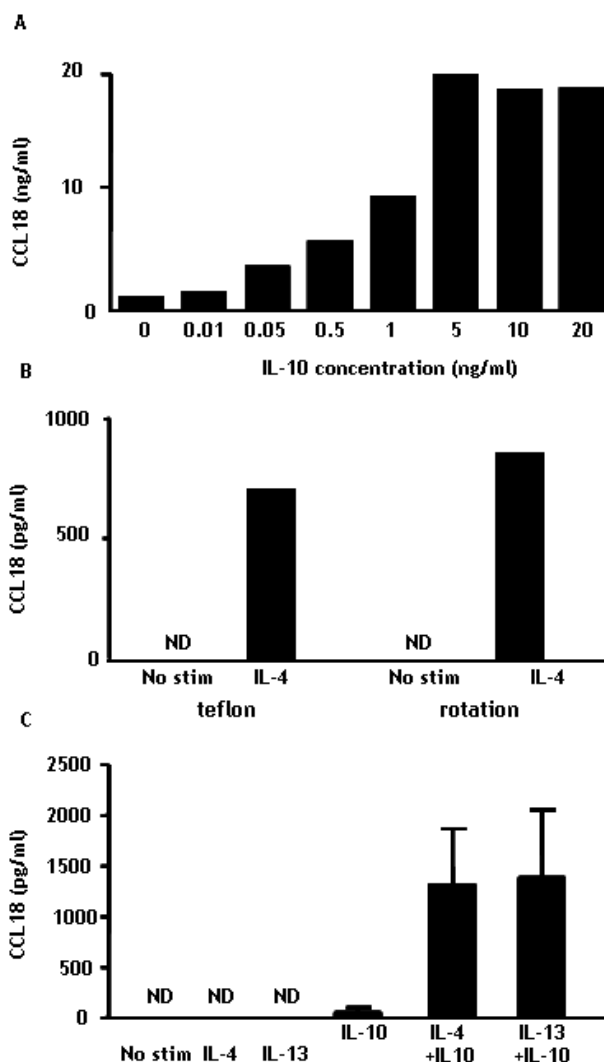 A
20
10
0
CCL18 (ng/ml)
0 0.01 0.05 0.5 1 5 10 20
IL-10 concentration (ng/ml)
B
1000
500
0
CCL18 (pg/ml)
ND ND
No stim IL-4 No stim IL-4
teflon rotation
C
2500
2000
1500
1000
500
0
CCL18 (pg/ml)
ND ND ND
IL-10 IL-4 IL-13
No stim IL-4 IL-13 +IL10 +IL-10